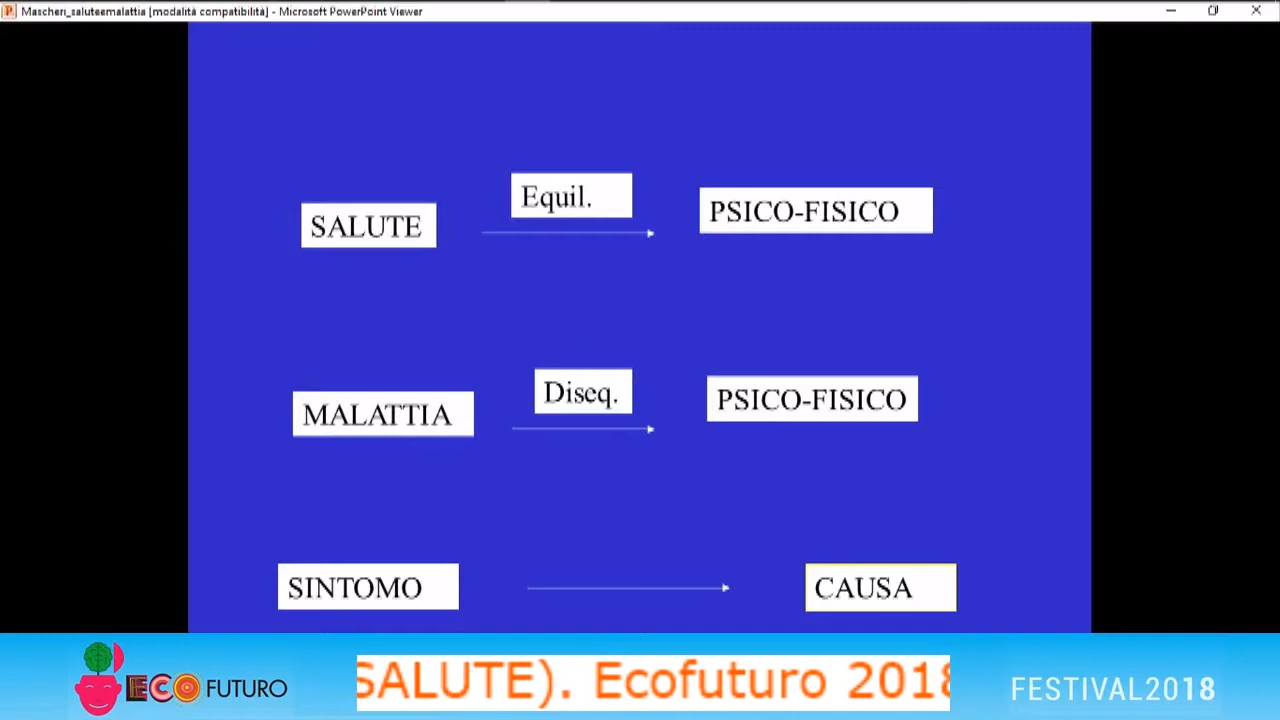 Mascheri_saluteemalattia [modalità compatibilità] - Microsoft PowerPoint Viewer
Equil.
SALUTE
PSICO-FISICO
Diseq.
MALATTIA
PSICO-FISICO
SINTOMO
CAUSA
ECO FUTURO
SALUTE). Ecofuturo 2018
FESTIVAL2018